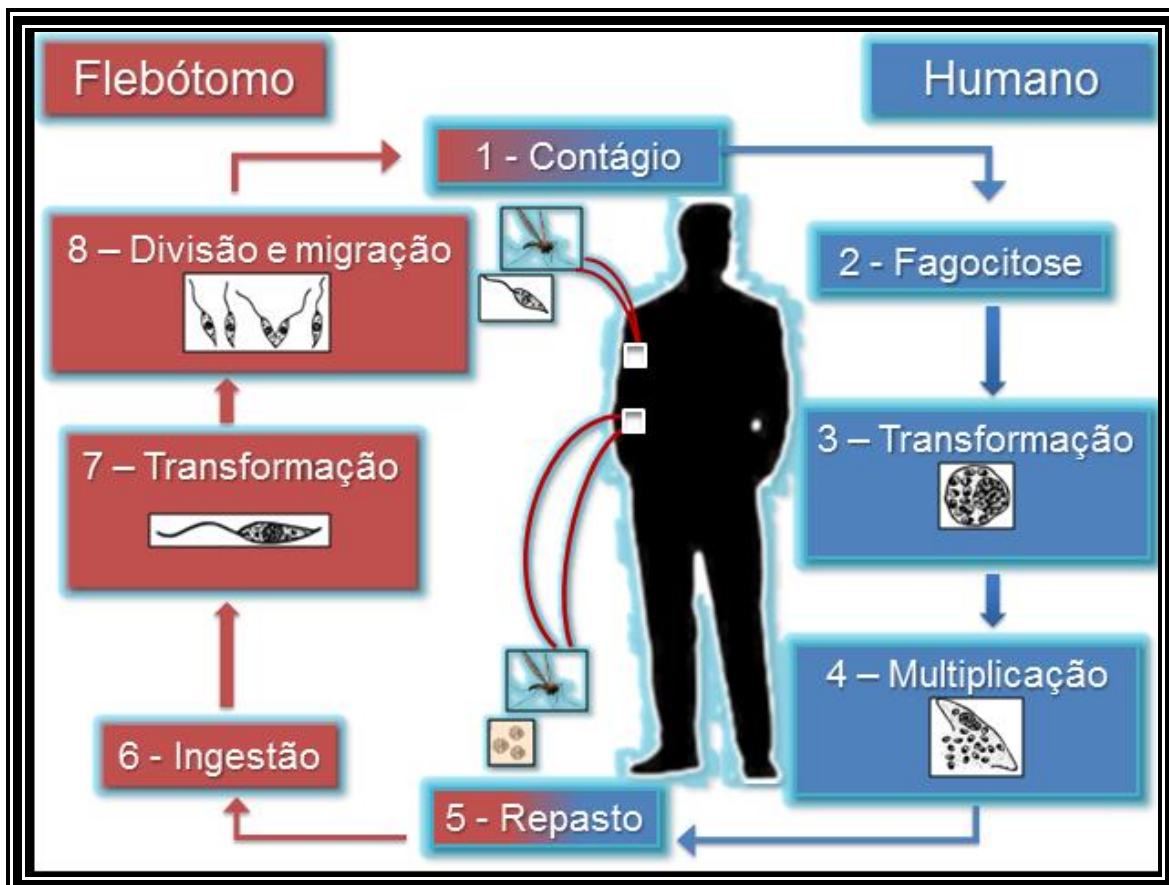 Flebótomo
Humano
1 - Contágio
2 - Fagocitose
3 – Transformação
4 – Multiplicação
5 - Repasto
6 - Ingestão
7 – Transformação
8 – Divisão e migração